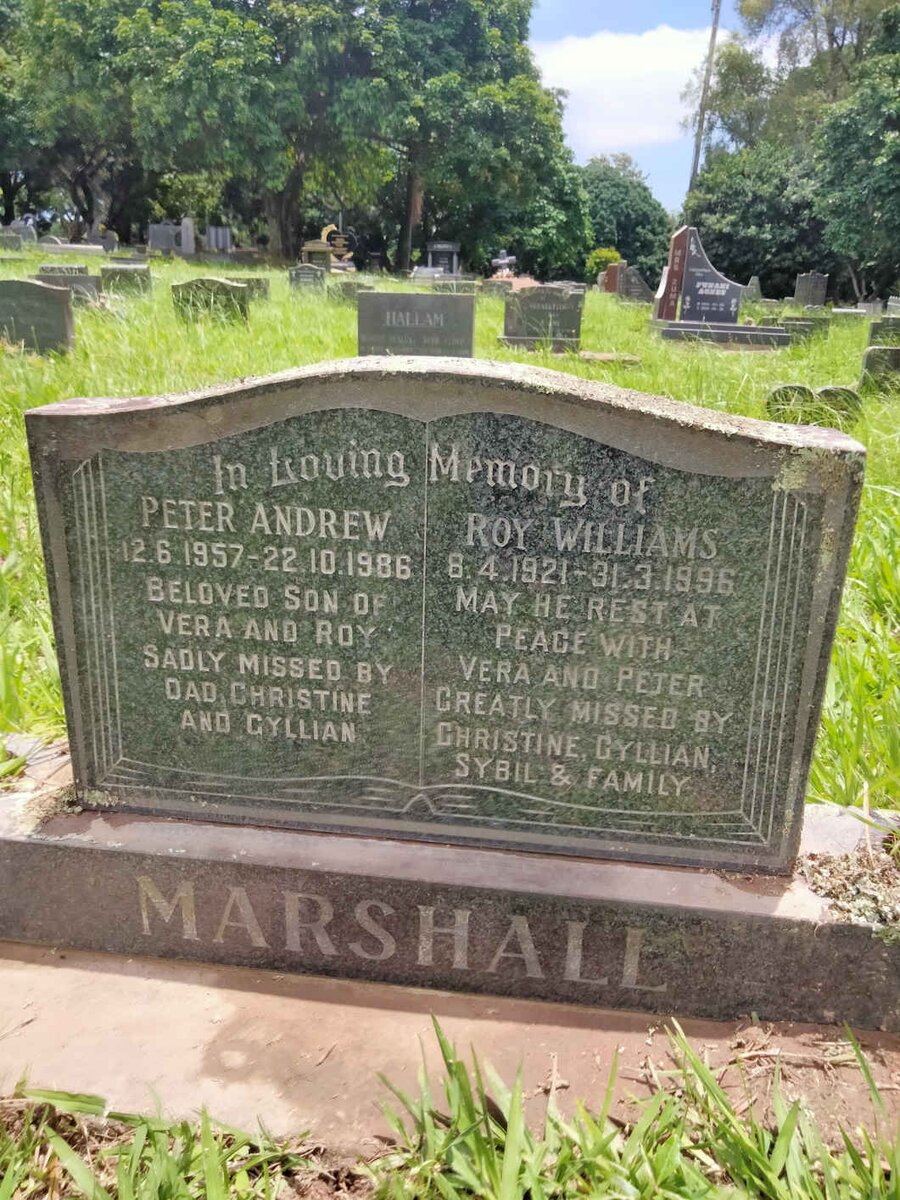 HALLAM
In Loving Memory of
PETER ANDREW
12.6.1957-22.10.1986
BELOVED SON OF
VERA AND ROY
SADLY MISSED BY
DAD, CHRISTINE
AND GYLLIAN
ROY WILLIAMS
8.4.1921-31.3.1996
MAY HE REST AT
PEACE WITH
VERA AND PETER
GREATLY MISSED BY
CHRISTINE, GYLLIAN,
SYBIL & FAMILY
MARSHALL